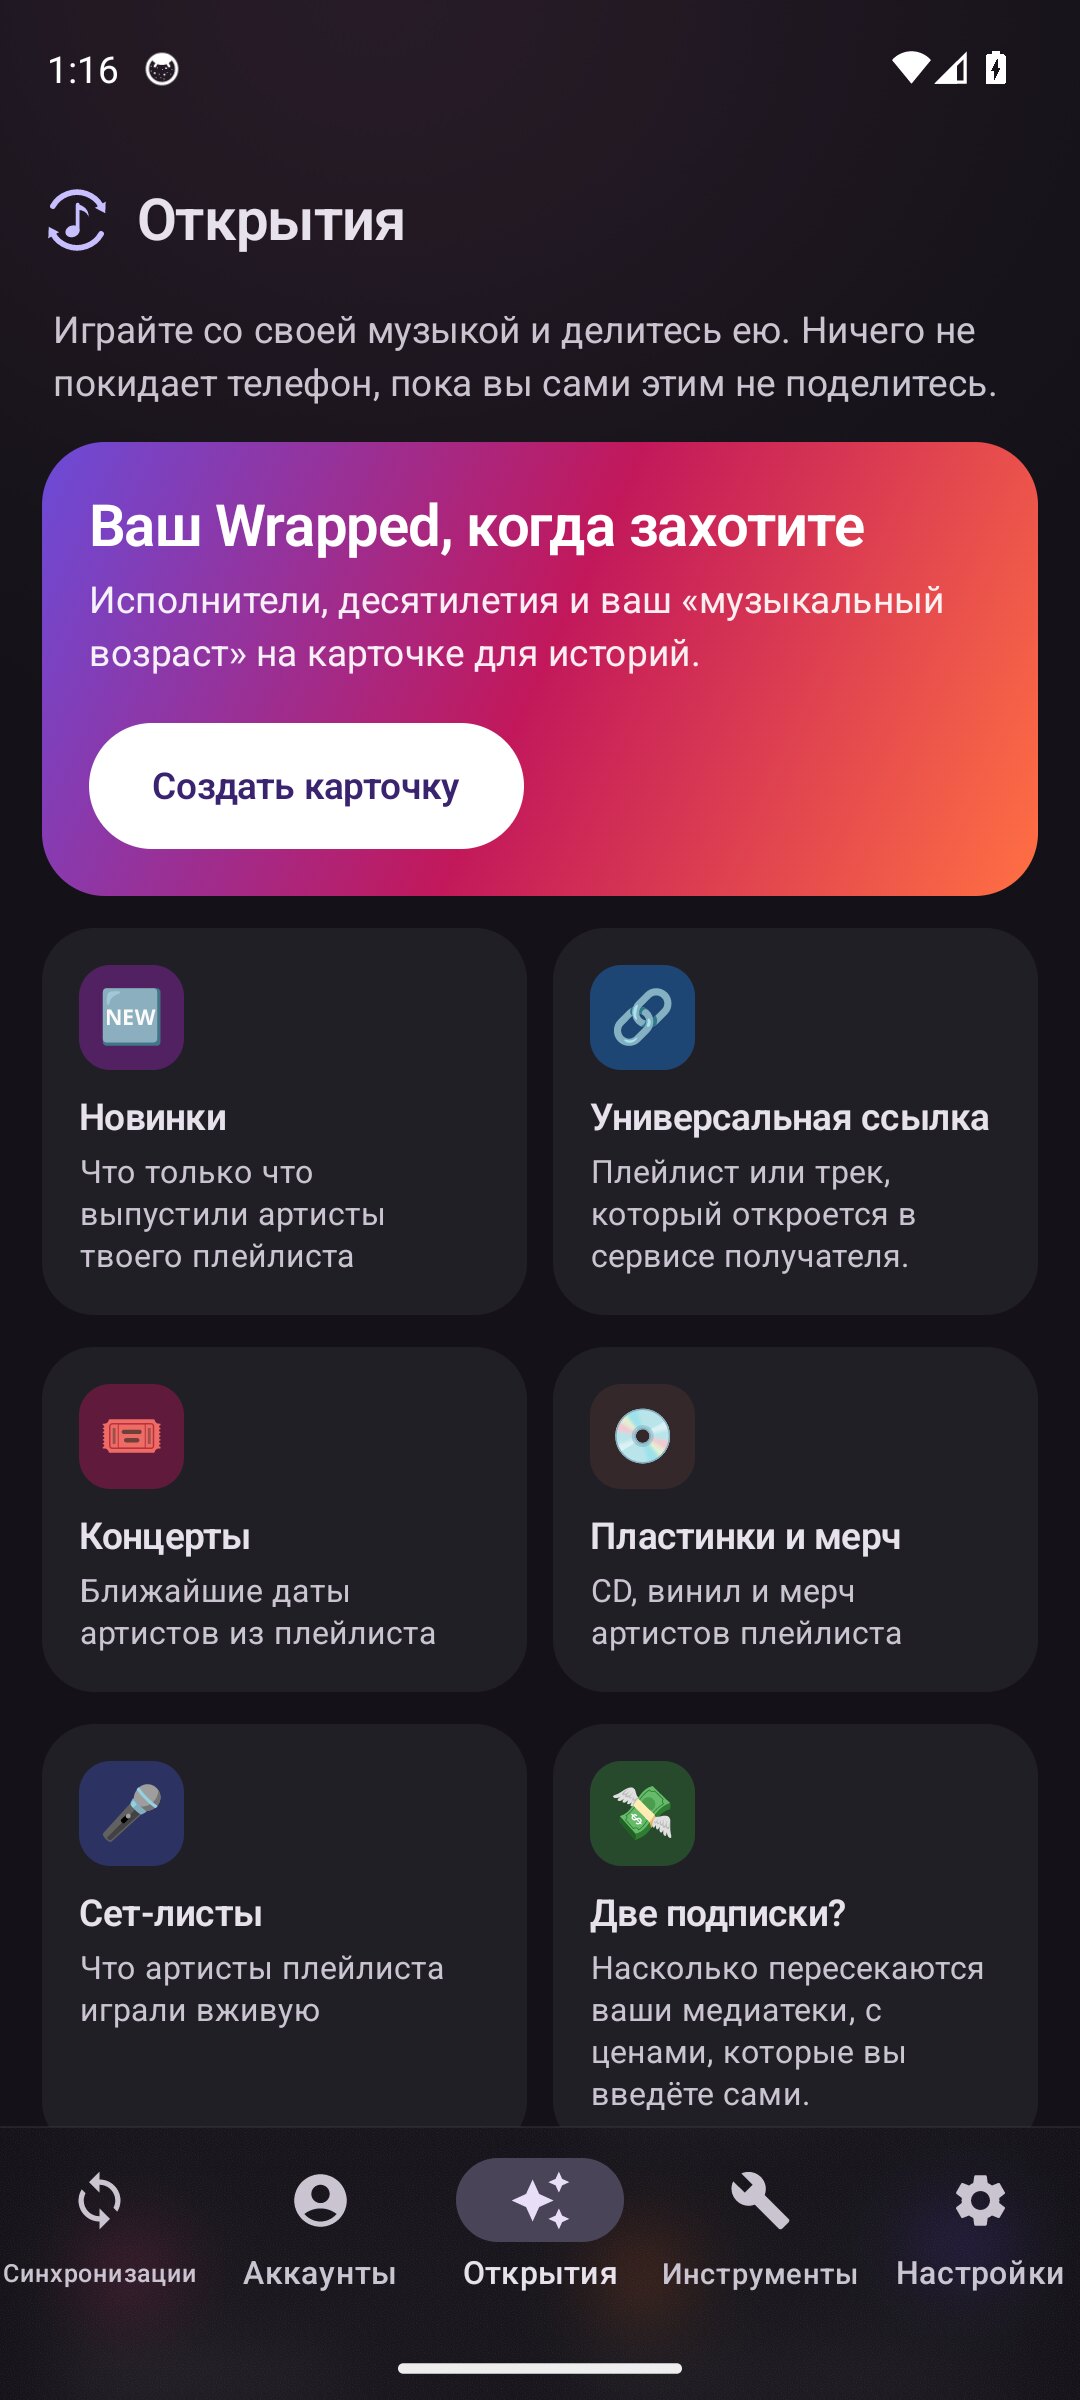 1:16
Открытия
Играйте со своей музыкой и делитесь ею. Ничего не
покидает телефон, пока вы сами этим не поделитесь.
Ваш Wrapped, когда захотите
Исполнители, десятилетия и ваш «музыкальный
возраст» на карточке для историй.
Создать карточку
NEW
Новинки
Что только что
выпустили артисты
твоего плейлиста
Универсальная ссылка
Плейлист или трек,
который откроется в
сервисе получателя.
Концерты
Ближайшие даты
артистов из плейлиста
Пластинки и мерч
CD, винил и мерч
артистов плейлиста
Сет-листы
Что артисты плейлиста
играли вживую
Две подписки?
Насколько пересекаются
ваши медиатеки, с
ценами, которые вы
введёте сами.
Синхронизации
Аккаунты
Открытия
Инструменты
Настройки